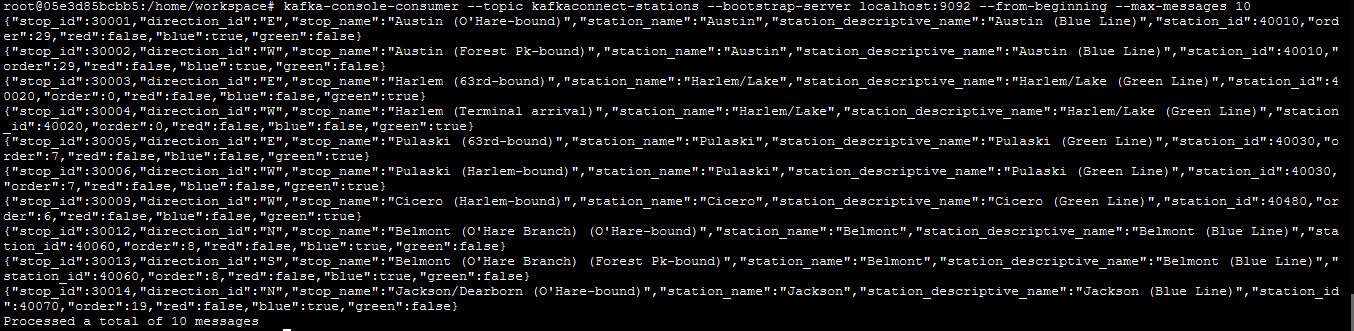 root@05e3d85bcbb5:/home/workspace# kafka-console-consumer --topic kafkaconnect-stations --bootstrap-server localhost:9092 --from-beginning --max-messages 10
{"stop_id":30001,"direction_id":"E","stop_name":"Austin (O'Hare-bound)","station_name":"Austin","station_descriptive_name":"Austin (Blue Line)","station_id":40010,"ord
er":29,"red":false,"blue":true,"green":false}
{"stop_id":30002,"direction_id":"W","stop_name":"Austin (Forest Pk-bound)","station_name":"Austin","station_descriptive_name":"Austin (Blue Line)","station_id":40010,"
order":29,"red":false,"blue":true,"green":false}
{"stop_id":30003,"direction_id":"E","stop_name":"Harlem (63rd-bound)","station_name":"Harlem/Lake","station_descriptive_name":"Harlem/Lake (Green Line)","station_id":4
0020,"order":0,"red":false,"blue":false,"green":true}
{"stop_id":30004,"direction_id":"W","stop_name":"Harlem (Terminal arrival)","station_name":"Harlem/Lake","station_descriptive_name":"Harlem/Lake (Green Line)","station
_id":40020,"order":0,"red":false,"blue":false,"green":true}
{"stop_id":30005,"direction_id":"E","stop_name":"Pulaski (63rd-bound)","station_name":"Pulaski","station_descriptive_name":"Pulaski (Green Line)","station_id":40030,"o
rder":7,"red":false,"blue":false,"green":true}
{"stop_id":30006,"direction_id":"W","stop_name":"Pulaski (Harlem-bound)","station_name":"Pulaski","station_descriptive_name":"Pulaski (Green Line)","station_id":40030,
"order":7,"red":false,"blue":false,"green":true}
{"stop_id":30009,"direction_id":"W","stop_name":"Cicero (Harlem-bound)","station_name":"Cicero","station_descriptive_name":"Cicero (Green Line)","station_id":40480,"or
der":6,"red":false,"blue":false,"green":true}
{"stop_id":30012,"direction_id":"N","stop_name":"Belmont (O'Hare Branch) (O'Hare-bound)","station_name":"Belmont","station_descriptive_name":"Belmont (Blue Line)","sta
tion_id":40060,"order":8,"red":false,"blue":true,"green":false}
{"stop_id":30013,"direction_id":"S","stop_name":"Belmont (O'Hare Branch) (Forest Pk-bound)","station_name":"Belmont","station_descriptive_name":"Belmont (Blue Line)","
station_id":40060,"order":8,"red":false,"blue":true,"green":false}
{"stop_id":30014,"direction_id":"N","stop_name":"Jackson/Dearborn (O'Hare-bound)","station_name":"Jackson","station_descriptive_name":"Jackson (Blue Line)","station_id
":40070,"order":19,"red":false,"blue":true,"green":false}
Processed a total of 10 messages